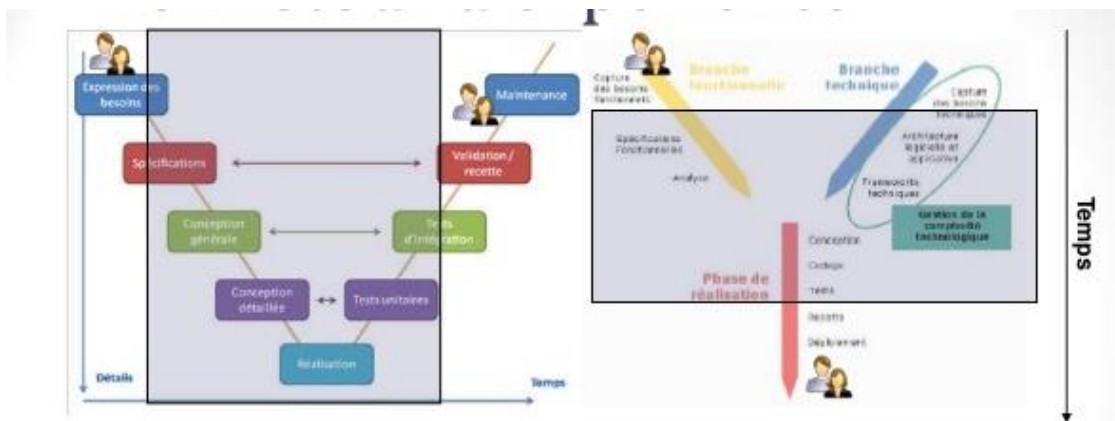 Expression des
besoins
Spécifications
Conception
générale
Conception
détaillée
Réalisation
Tests unitaires
Tests
d'intégration
Validation /
recette
Maintenance
Détails
Temps
Capture
des besoins
fonctionnels
Branche
fonctionnelle
Spécifications
Fonctionnelles
Analyse
Branche
technique
Capture
des besoins
techniques
Architecture
logicielle et
applicative
Frameworks
techniques
Gestion de la
complexité
technologique
Phase de
réalisation
Conception
Codage
Tests
Recette
Déploiement
Temps